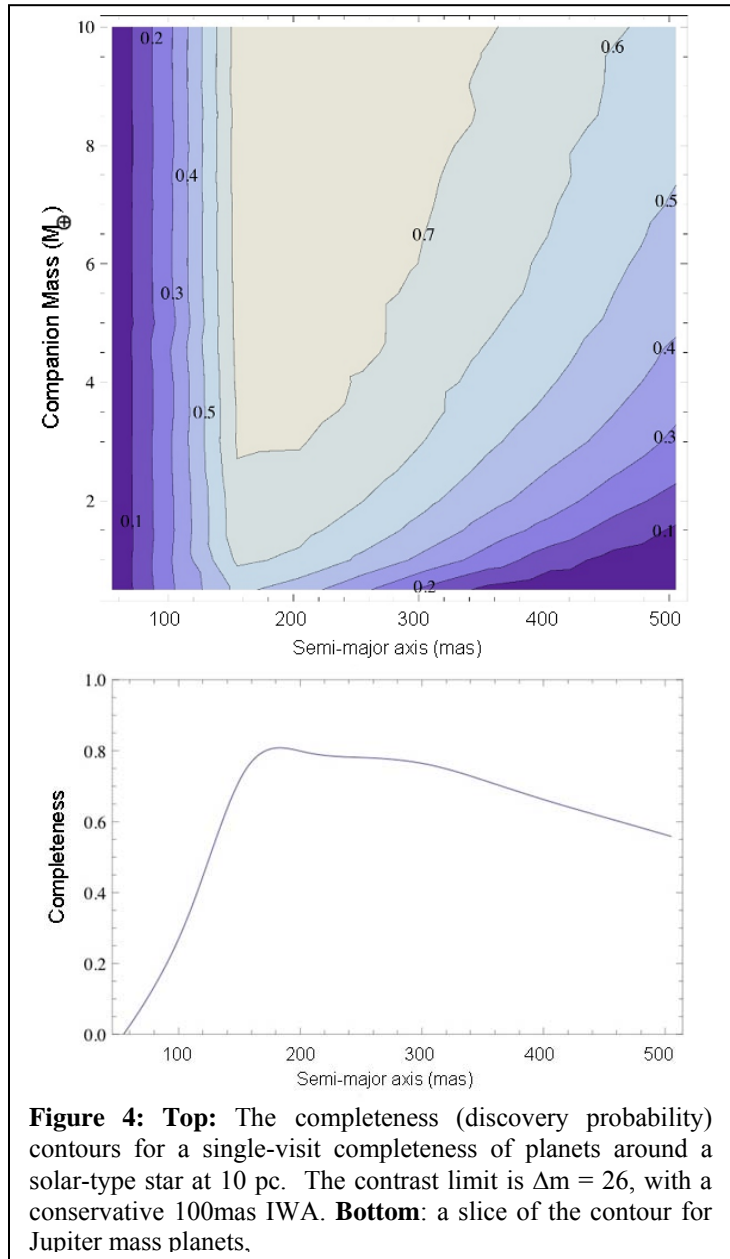 10
0.2
0.6
8
0.4
0.5
0.7
Companion Mass (M⊕)
6
0.3
0.4
4
0.5
0.3
2
0.1
0.1
0.2
100 200 300 400 500
Semi-major axis (mas)
1.0
0.8
0.6
Completeness
0.4
0.2
0.0
100 200 300 400 500
Semi-major axis (mas)
Figure 4: Top: The completeness (discovery probability)
contours for a single-visit completeness of planets around a
solar-type star at 10 pc. The contrast limit is Δm = 26, with a
conservative 100mas IWA. Bottom: a slice of the contour for
Jupiter mass planets,